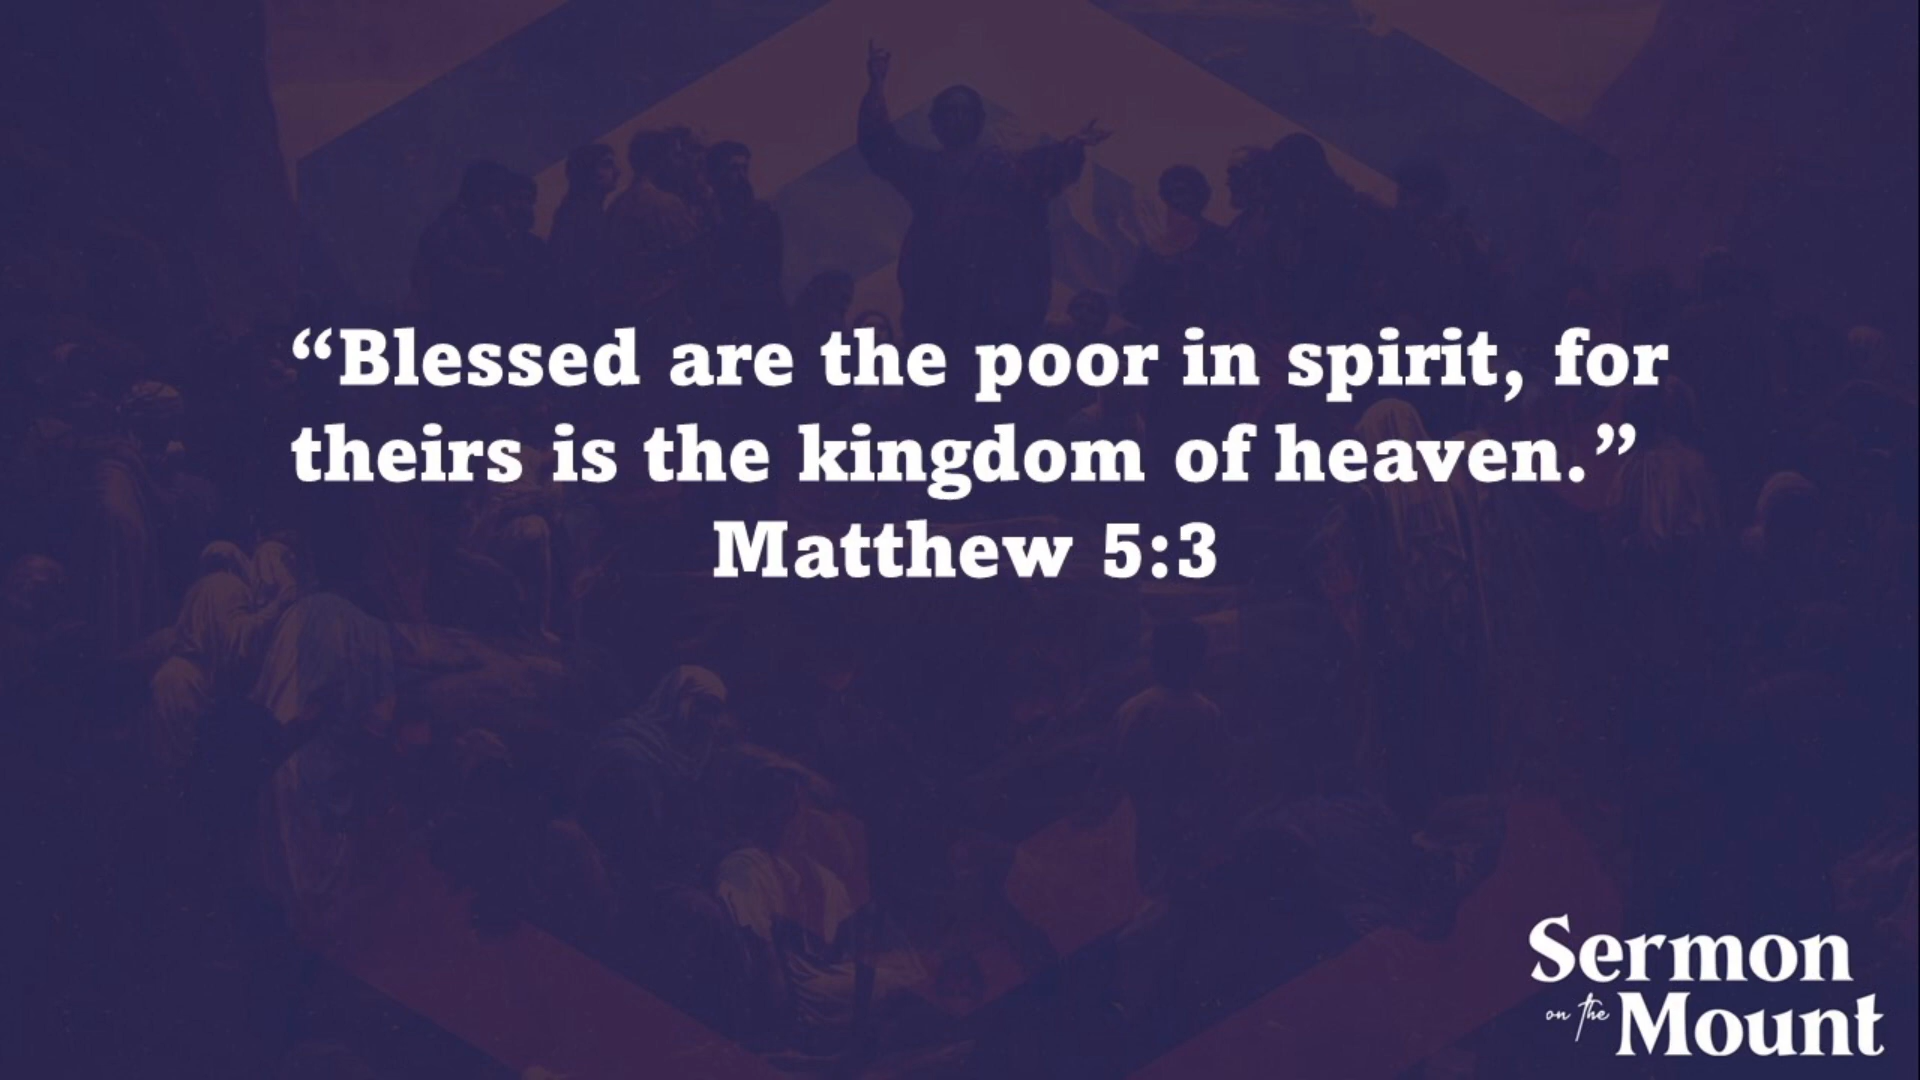 “Blessed are the poor in spirit, for
theirs is the kingdom of heaven.”
Matthew 5:3
Sermon
on the Mount